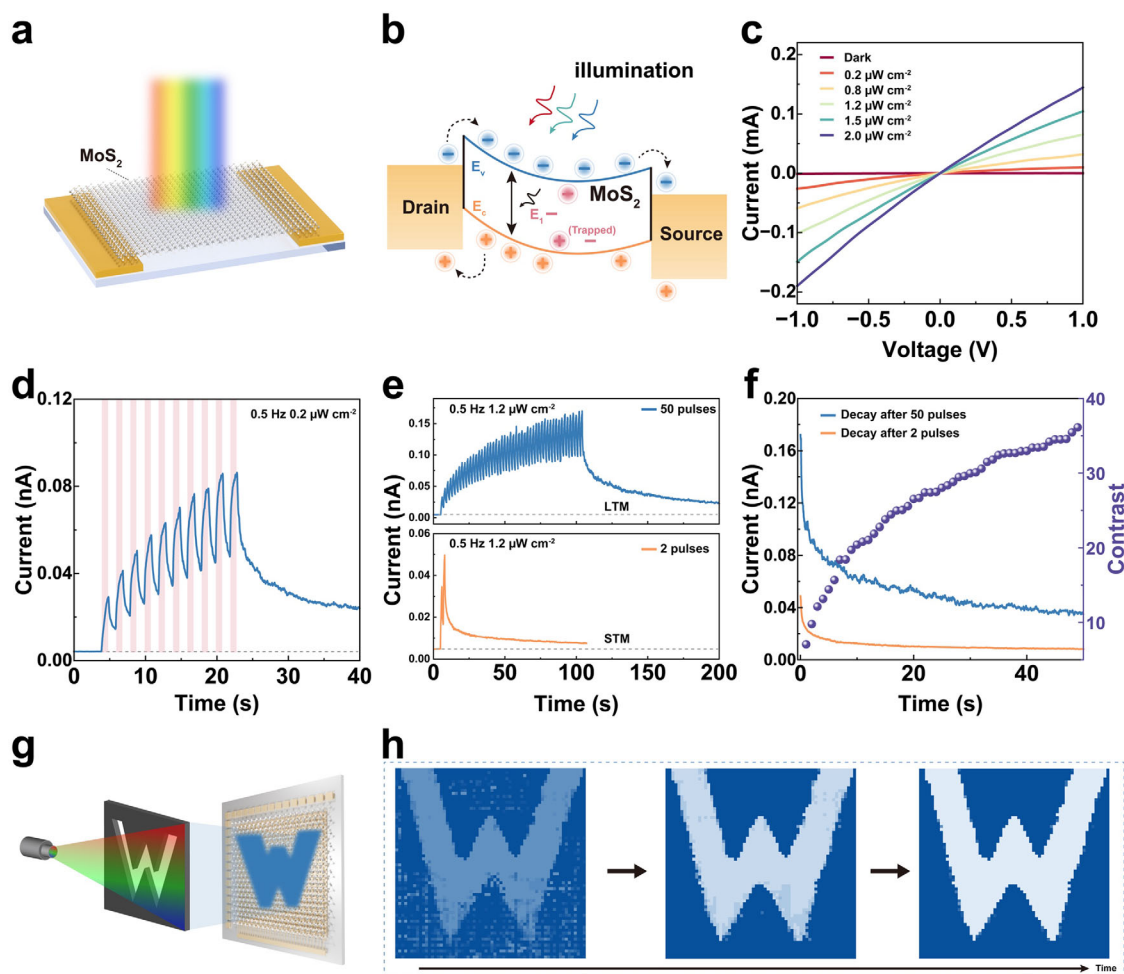 a
MoS₂
b
illumination
Eᵥ
MoS₂
Drain
E꜀
E₁
(Trapped)
Source
c
Current (mA)
0.2
0.1
0.0
−0.1
−0.2
Dark
0.2 µW cm⁻²
0.8 µW cm⁻²
1.2 µW cm⁻²
1.5 µW cm⁻²
2.0 µW cm⁻²
−1.0 −0.5 0.0 0.5 1.0
Voltage (V)
d
Current (nA)
0.12
0.08
0.04
0.00
0.5 Hz 0.2 µW cm⁻²
0 10 20 30 40
Time (s)
e
Current (nA)
0.5 Hz 1.2 µW cm⁻² 50 pulses
0.15
0.10
0.05
0.00
LTM
0.5 Hz 1.2 µW cm⁻² 2 pulses
0.06
0.04
0.02
0.00
STM
0 50 100 150 200
Time (s)
f
Current (nA)
0.20
0.16
0.12
0.08
0.04
0.00
Decay after 50 pulses
Decay after 2 pulses
40
30
20
10
Contrast
0 20 40
Time (s)
g
W
W
h
W
W
W
Time